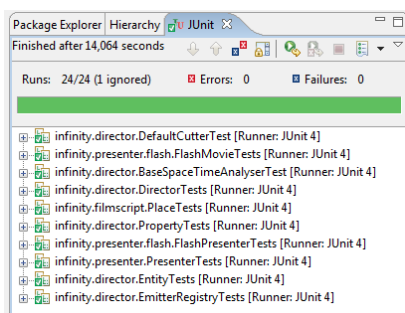 Package Explorer Hierarchy JU JUnit
Finished after 14,064 seconds
Runs: 24/24 (1 ignored) Errors: 0 Failures: 0
infinity.director.DefaultCutterTest [Runner: JUnit 4]
infinity.presenter.flash.FlashMovieTests [Runner: JUnit 4]
infinity.director.BaseSpaceTimeAnalyserTest [Runner: JUnit 4]
infinity.director.DirectorTests [Runner: JUnit 4]
infinity.filmscript.PlaceTests [Runner: JUnit 4]
infinity.director.PropertyTests [Runner: JUnit 4]
infinity.presenter.flash.FlashPresenterTests [Runner: JUnit 4]
infinity.presenter.PresenterTests [Runner: JUnit 4]
infinity.director.EntityTests [Runner: JUnit 4]
infinity.director.EmitterRegistryTests [Runner: JUnit 4]